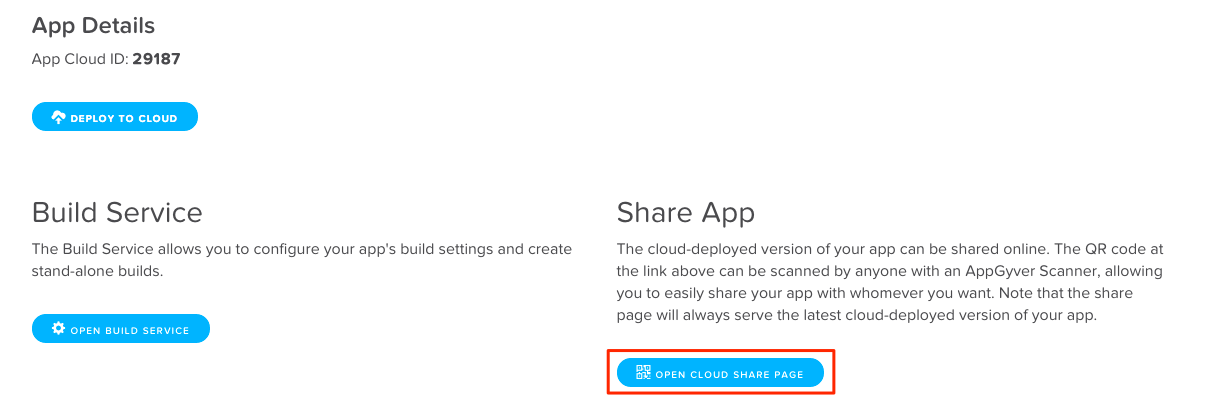 App Details
App Cloud ID: 29187
DEPLOY TO CLOUD
Build Service
The Build Service allows you to configure your app's build settings and create
stand-alone builds.
OPEN BUILD SERVICE
Share App
The cloud-deployed version of your app can be shared online. The QR code at
the link above can be scanned by anyone with an AppGyver Scanner, allowing
you to easily share your app with whomever you want. Note that the share
page will always serve the latest cloud-deployed version of your app.
OPEN CLOUD SHARE PAGE